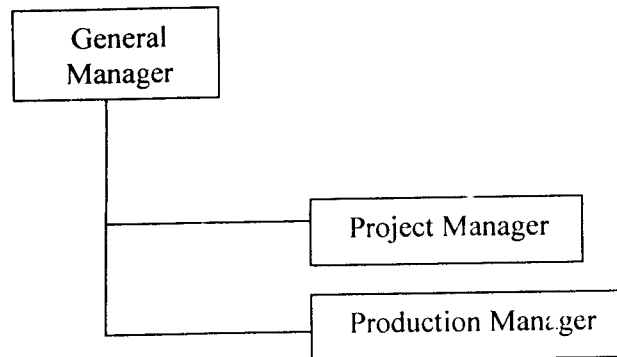 General
Manager
Project Manager
Production Manager